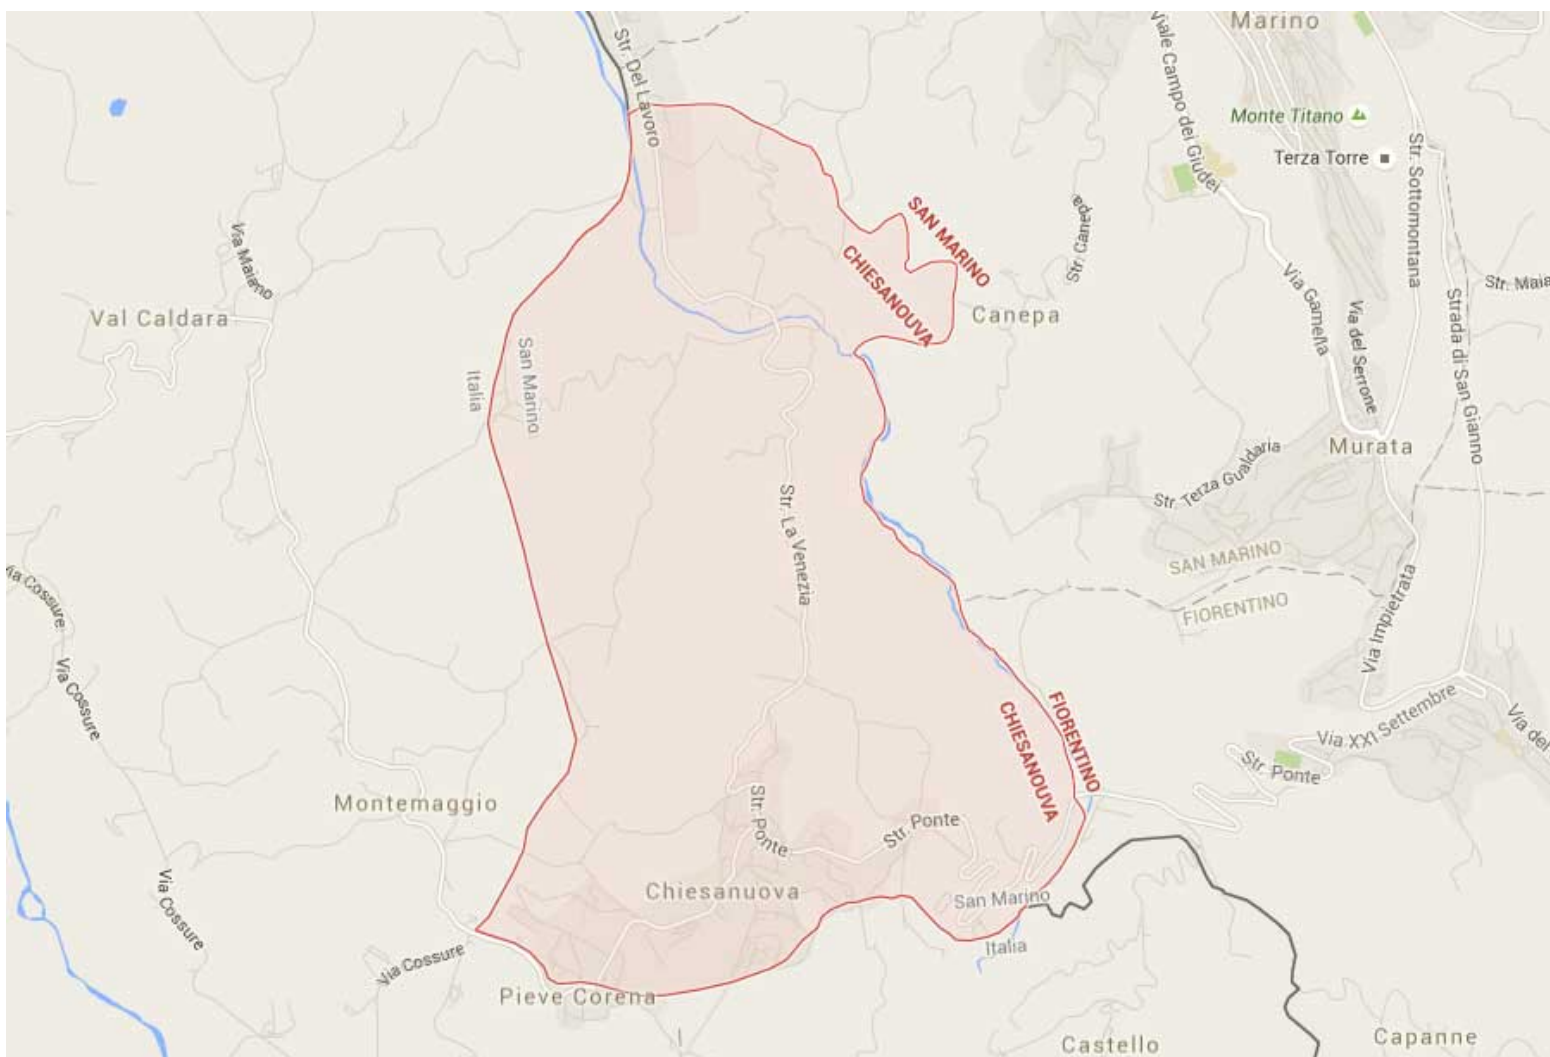 Marino
Str. Del Lavoro
Viale Campo dei Giudei
Monte Titano
Terza Torre
Str. Sottomontana
SAN MARINO
CHIESANOUVA
Str. Canepa
Via Maiano
Val Caldara
Canepa
Str. Maia
Via Gameña
Via del Serrone
Strada di San Gianno
San Marino
Italia
Murata
Str. Terza Gualdaria
Str. La Venezia
SAN MARINO
FIORENTINO
Via Impietrata
Via Cossure
Via Cossure
FIORENTINO
CHIESANOUVA
Via XXI Settembre
Via del
Str. Ponte
Montemaggio
Str. Ponte
Str. Ponte
Via Cossure
Chiesanuova
San Marino
Italia
Via Cossure
Pieve Corena
Castello
Capanne